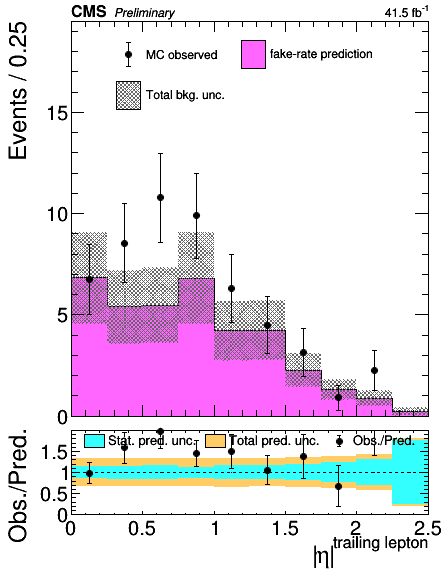 CMS Preliminary 41.5 fb⁻¹
MC observed fake-rate prediction
Total bkg. unc.
Events / 0.25
15
10
5
0
Stat. pred. unc. Total pred. unc. Obs./Pred.
Obs./Pred.
1.5
1
0.5
0
0 0.5 1 1.5 2 2.5
|η|trailing lepton